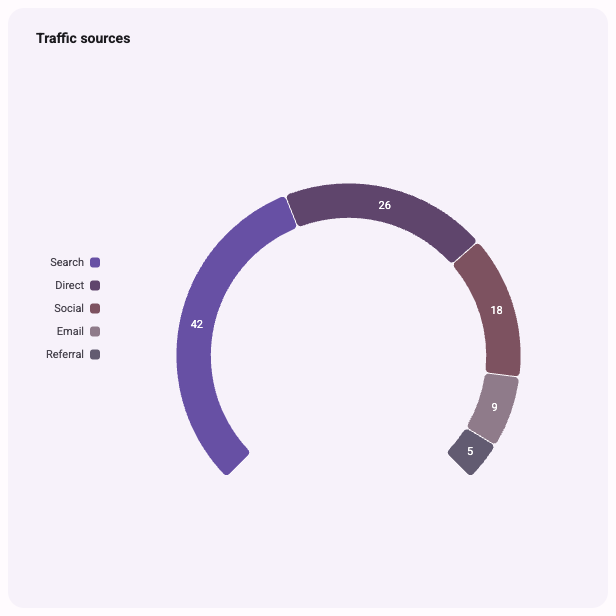 Traffic sources
Search
Direct
Social
Email
Referral
42
26
18
9
5